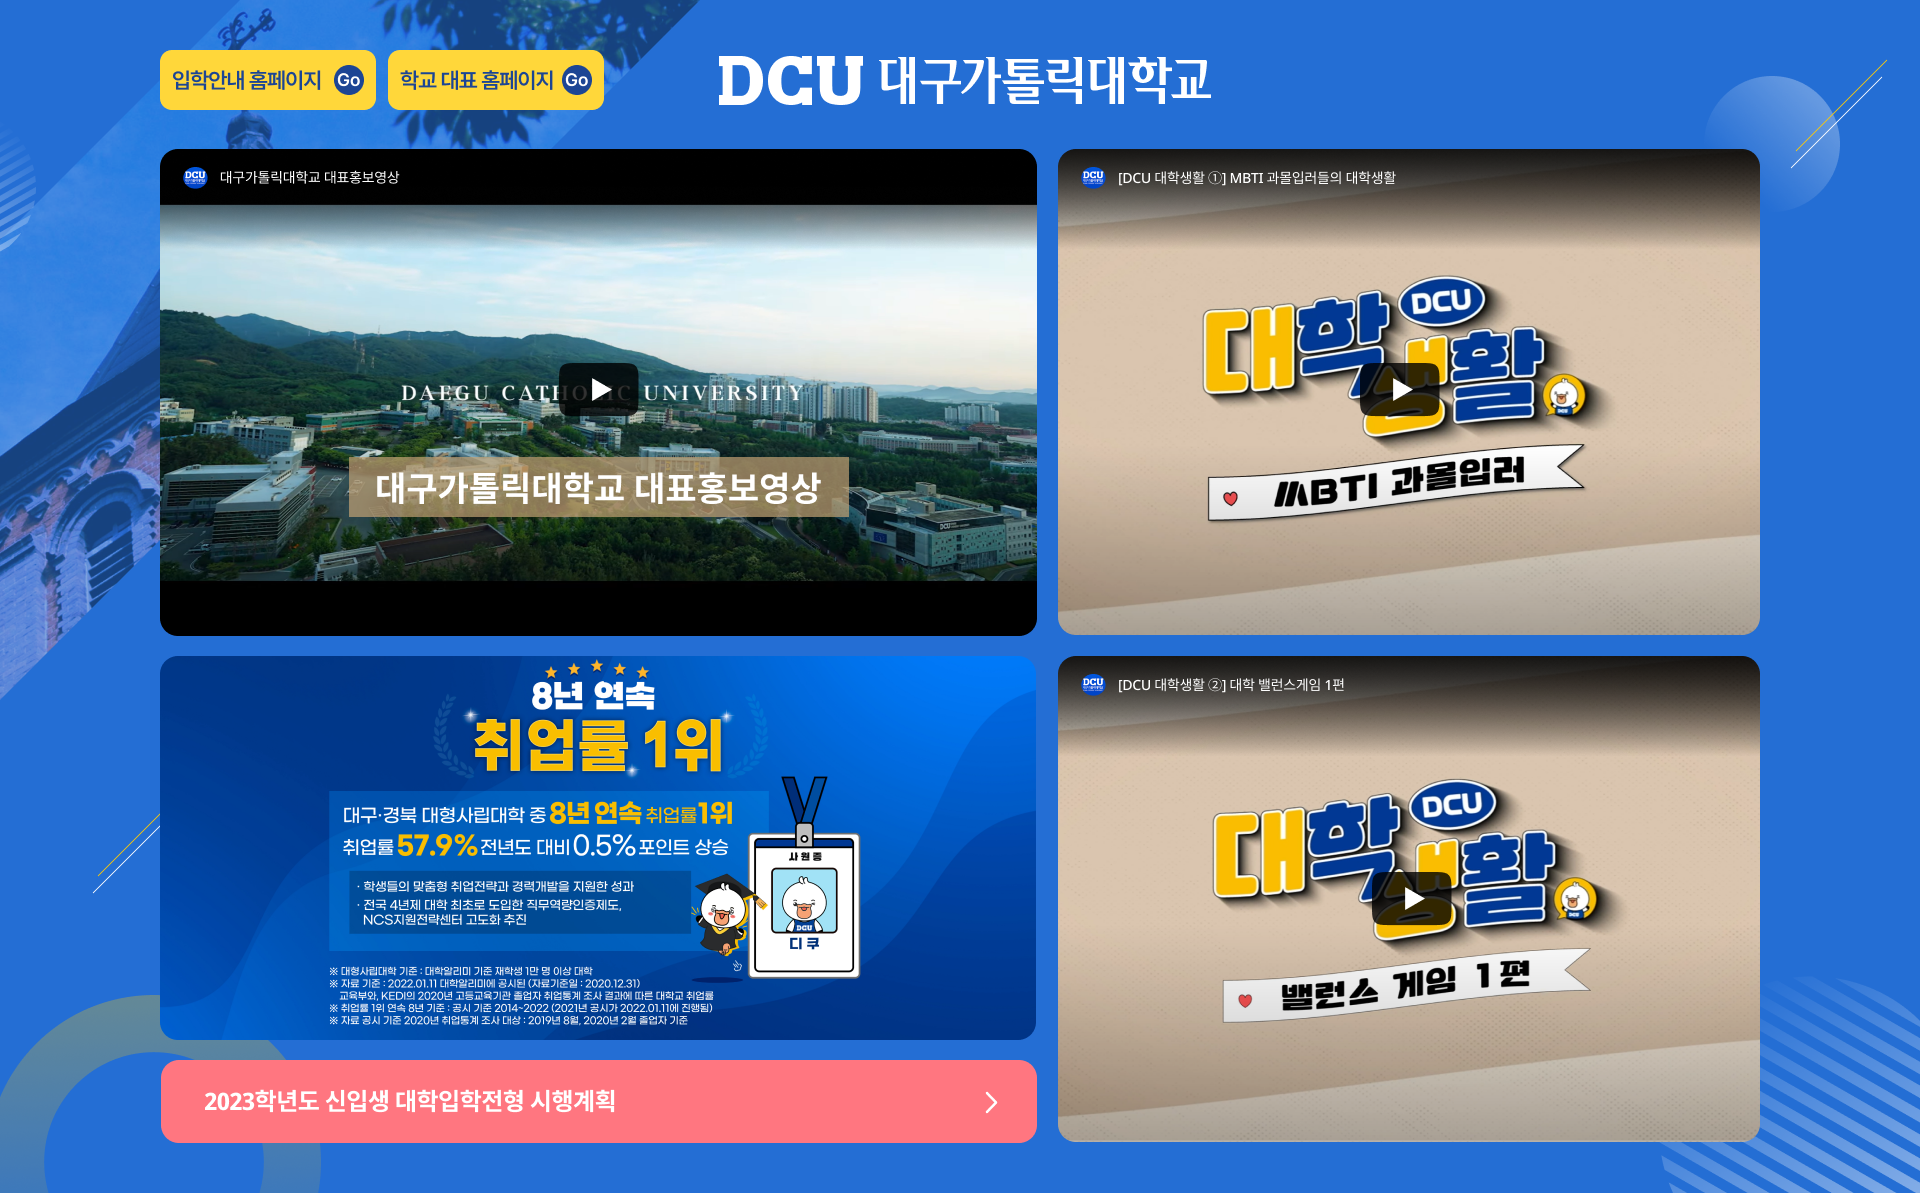 입학안내 홈페이지 Go
학교 대표 홈페이지 Go
DCU 대구가톨릭대학교
DCU 대구가톨릭대학교 대표홍보영상
DAEGU CATHOLIC UNIVERSITY
대구가톨릭대학교 대표홍보영상
DCU
DCU [DCU 대학생활 ①] MBTI 과몰입러들의 대학생활
대학 DCU
생활
DCU
MBTI 과몰입러
8년 연속
취업률 1위
대구·경북 대형사립대학 중 8년 연속 취업률 1위
취업률 57.9% 전년도 대비 0.5% 포인트 상승
· 학생들의 맞춤형 취업전략과 경력개발을 지원한 성과
· 전국 4년제 대학 최초로 도입한 직무역량인증제도,
NCS지원전략센터 고도화 추진
사원증
DCU
디쿠
※ 대형사립대학 기준 : 대학알리미 기준 재학생 1만 명 이상 대학
※ 자료 기준 : 2022.01.11 대학알리미에 공시된 (자료기준일 : 2020.12.31)
교육부와, KEDI의 2020년 고등교육기관 졸업자 취업통계 조사 결과에 따른 대학교 취업률
※ 취업률 1위 연속 8년 기준 : 공시 기준 2014~2022 (2021년 공시가 2022.01.11에 진행됨)
※ 자료 공시 기준 2020년 취업통계 조사 대상 : 2019년 8월, 2020년 2월 졸업자 기준
2023학년도 신입생 대학입학전형 시행계획
DCU [DCU 대학생활 ②] 대학 밸런스게임 1편
대학 DCU
생활
DCU
밸런스 게임 1편